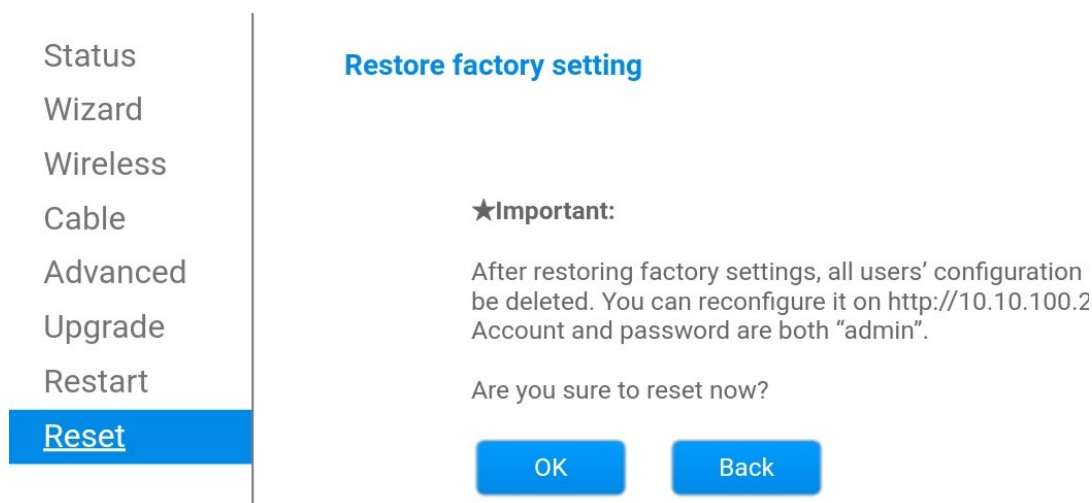 Status
Wizard
Wireless
Cable
Advanced
Upgrade
Restart
Reset
Restore factory setting
★Important:
After restoring factory settings, all users’ configuration
be deleted. You can reconfigure it on http://10.10.100.2
Account and password are both “admin”.
Are you sure to reset now?
OK
Back